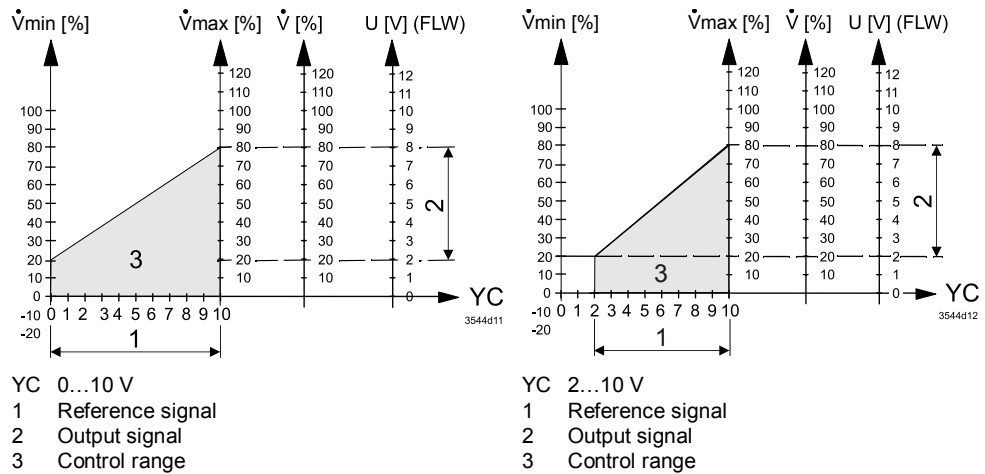 V̇min [%] V̇max [%] V̇ [%] U [V] (FLW)
120 120 12
110 110 11
100 100 100 10
90 90 90 9
80 80 80 8
70 70 70 7
60 60 60 6
50 50 50 5
40 40 40 4
30 30 30 3
20 20 20 2
10 10 10 1
0 0
-10
-20
0 1 2 3 4 5 6 7 8 9 10
YC
3544d11
1
2
3
YC 0…10 V
1 Reference signal
2 Output signal
3 Control range
V̇min [%] V̇max [%] V̇ [%] U [V] (FLW)
120 120 12
110 110 11
100 100 100 10
90 90 90 9
80 80 80 8
70 70 70 7
60 60 60 6
50 50 50 5
40 40 40 4
30 30 30 3
20 20 20 2
10 10 10 1
0 0
-10
-20
0 1 2 3 4 5 6 7 8 9 10
YC
3544d12
1
2
3
YC 2…10 V
1 Reference signal
2 Output signal
3 Control range